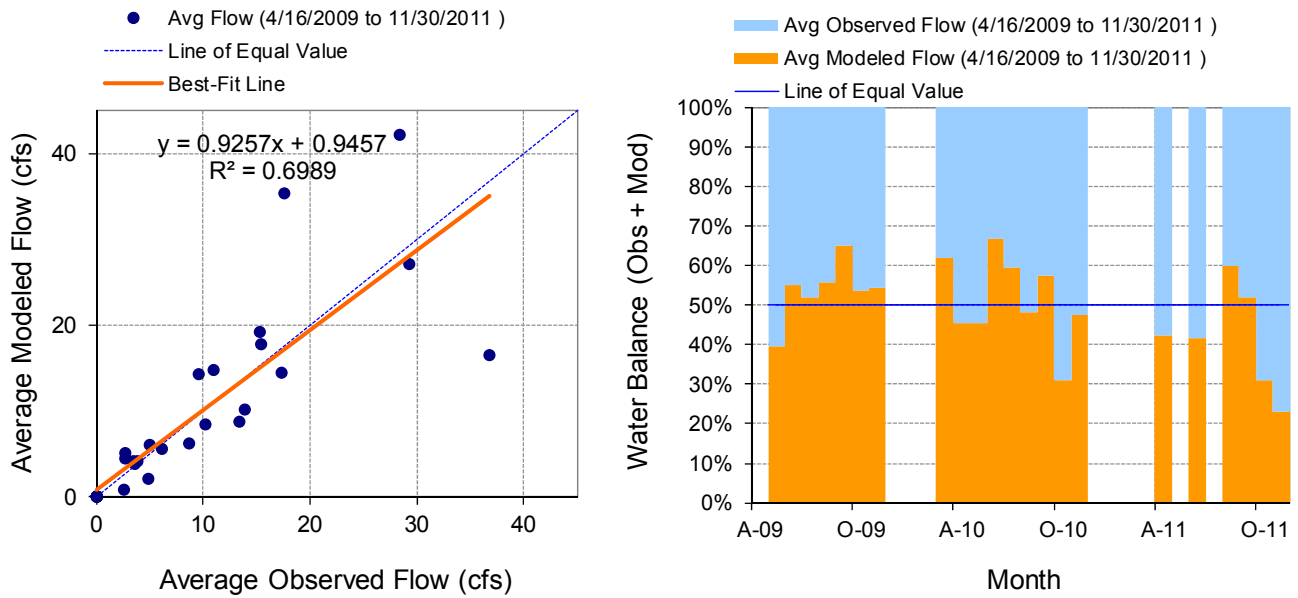 Avg Flow (4/16/2009 to 11/30/2011 )
Line of Equal Value
Best-Fit Line
Average Modeled Flow (cfs)
40
20
0
y = 0.9257x + 0.9457
R² = 0.6989
0 10 20 30 40
Average Observed Flow (cfs)
Avg Observed Flow (4/16/2009 to 11/30/2011 )
Avg Modeled Flow (4/16/2009 to 11/30/2011 )
Line of Equal Value
Water Balance (Obs + Mod)
100%
90%
80%
70%
60%
50%
40%
30%
20%
10%
0%
A-09 O-09 A-10 O-10 A-11 O-11
Month